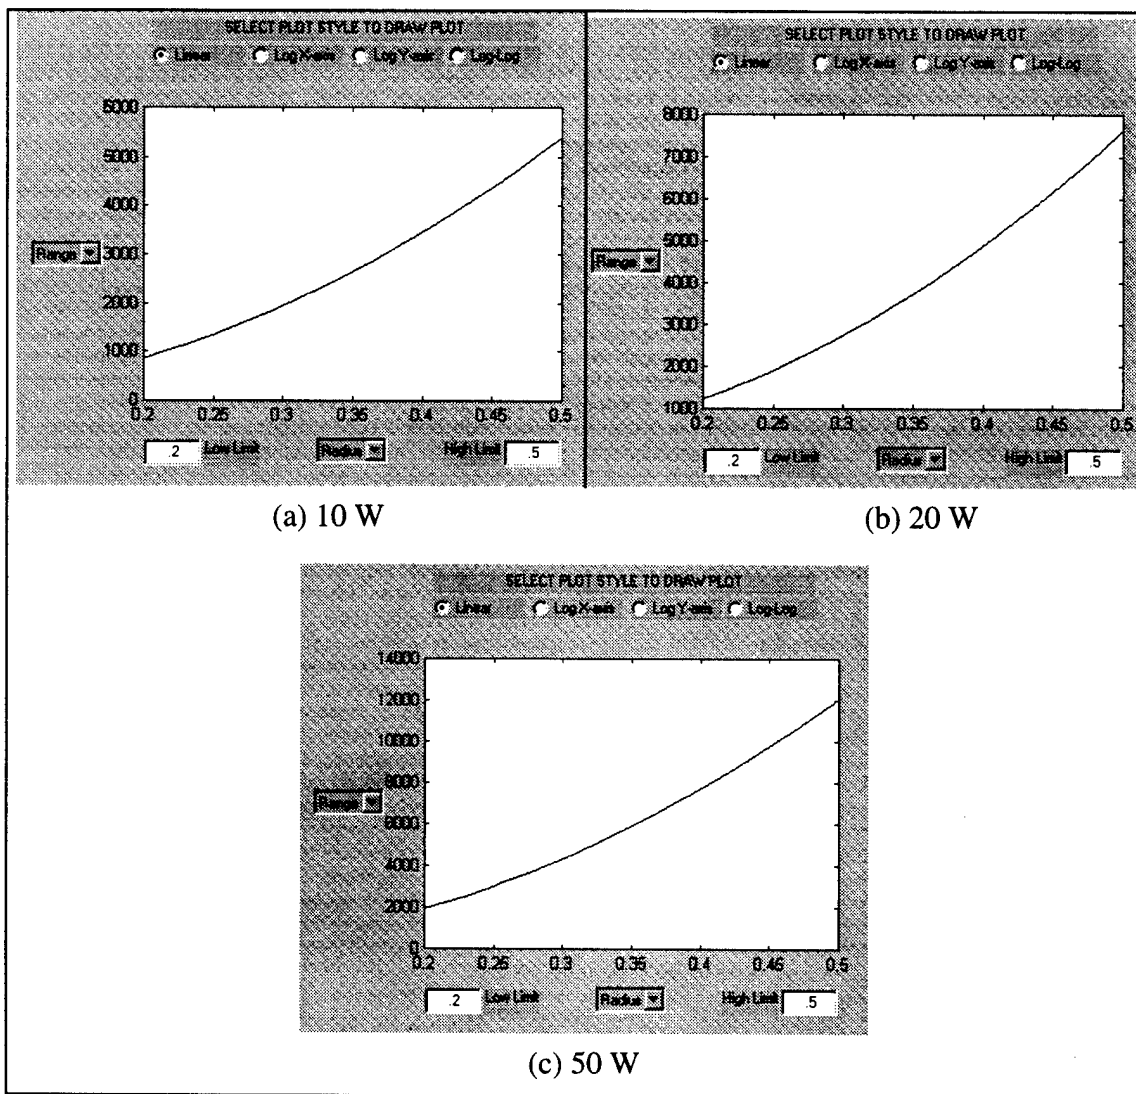 SELECT PLOT STYLE TO DRAW PLOT
Linear Log X-axis Log Y-axis Log-Log
6000
5000
4000
3000
2000
1000
0
Range
0.2 0.25 0.3 0.35 0.4 0.45 0.5
.2 Low Limit Radius High Limit .5
(a) 10 W
SELECT PLOT STYLE TO DRAW PLOT
Linear Log X-axis Log Y-axis Log-Log
8000
7000
6000
5000
4000
3000
2000
1000
Range
0.2 0.25 0.3 0.35 0.4 0.45 0.5
.2 Low Limit Radius High Limit .5
(b) 20 W
SELECT PLOT STYLE TO DRAW PLOT
Linear Log X-axis Log Y-axis Log-Log
14000
12000
10000
8000
6000
4000
2000
0
Range
0.2 0.25 0.3 0.35 0.4 0.45 0.5
.2 Low Limit Radius High Limit .5
(c) 50 W